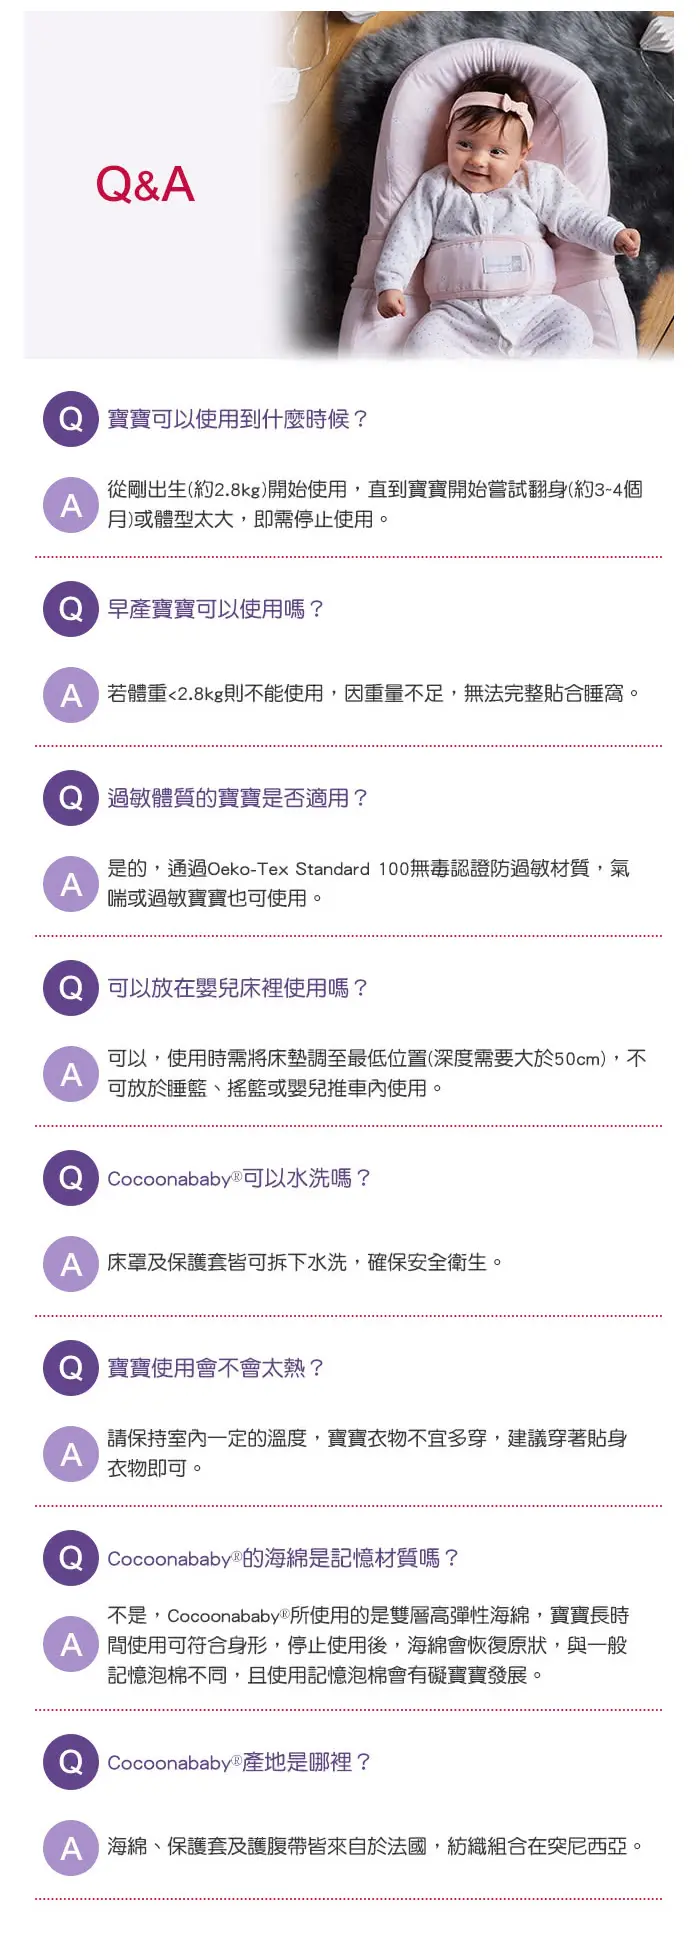 Q&A
Q 寶寶可以使用到什麼時候？
A 從剛出生(約2.8kg)開始使用，直到寶寶開始嘗試翻身(約3~4個
月)或體型太大，即需停止使用。
Q 早產寶寶可以使用嗎？
A 若體重<2.8kg則不能使用，因重量不足，無法完整貼合睡窩。
Q 過敏體質的寶寶是否適用？
A 是的，通過Oeko-Tex Standard 100無毒認證防過敏材質，氣
喘或過敏寶寶也可使用。
Q 可以放在嬰兒床裡使用嗎？
A 可以，使用時需將床墊調至最低位置(深度需要大於50cm)，不
可放於睡籃、搖籃或嬰兒推車內使用。
Q Cocoonababy®可以水洗嗎？
A 床罩及保護套皆可拆下水洗，確保安全衛生。
Q 寶寶使用會不會太熱？
A 請保持室內一定的溫度，寶寶衣物不宜多穿，建議穿著貼身
衣物即可。
Q Cocoonababy®的海綿是記憶材質嗎？
A 不是，Cocoonababy®所使用的是雙層高彈性海綿，寶寶長時
間使用可符合身形，停止使用後，海綿會恢復原狀，與一般
記憶泡棉不同，且使用記憶泡棉會有礙寶寶發展。
Q Cocoonababy®產地是哪裡？
A 海綿、保護套及護腹帶皆來自於法國，紡織組合在突尼西亞。